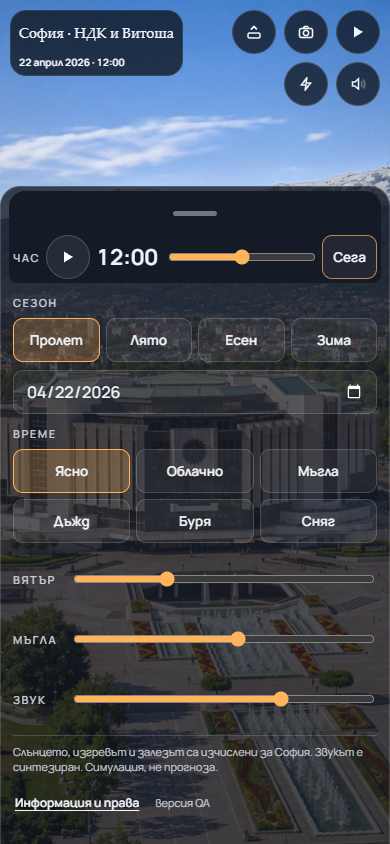 София · НДК и Витоша
22 април 2026 · 12:00
ЧАС
12:00
Сега
СЕЗОН
Пролет
Лято
Есен
Зима
04/22/2026
ВРЕМЕ
Ясно
Облачно
Мъгла
Дъжд
Буря
Сняг
ВЯТЪР
МЪГЛА
ЗВУК
Слънцето, изгревът и залезът са изчислени за София. Звукът е
синтезиран. Симулация, не прогноза.
Информация и права
версия QA